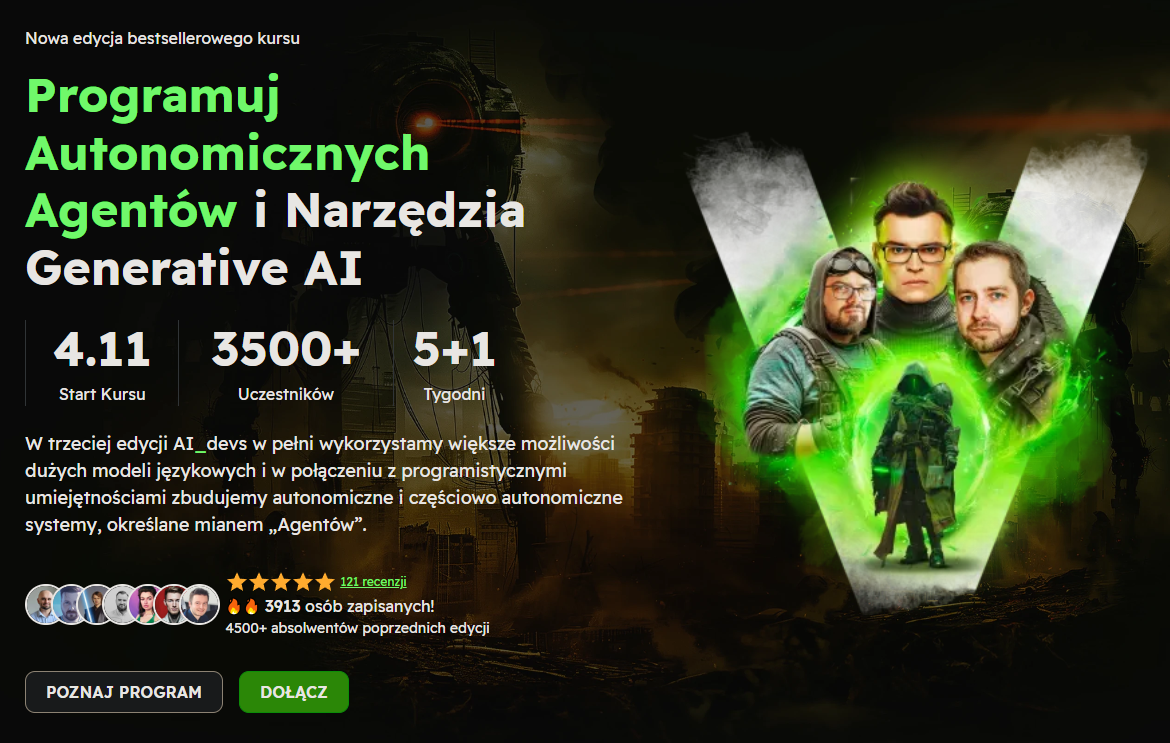 Nowa edycja bestsellerowego kursu
Programuj
Autonomicznych
Agentów i Narzędzia
Generative AI
4.11
Start Kursu
3500+
Uczestników
5+1
Tygodni
W trzeciej edycji AI_devs w pełni wykorzystamy większe możliwości
dużych modeli językowych i w połączeniu z programistycznymi
umiejętnościami zbudujemy autonomiczne i częściowo autonomiczne
systemy, określane mianem „Agentów”.
121 recenzji
🔥🔥 3913 osób zapisanych!
4500+ absolwentów poprzednich edycji
POZNAJ PROGRAM
DOŁĄCZ